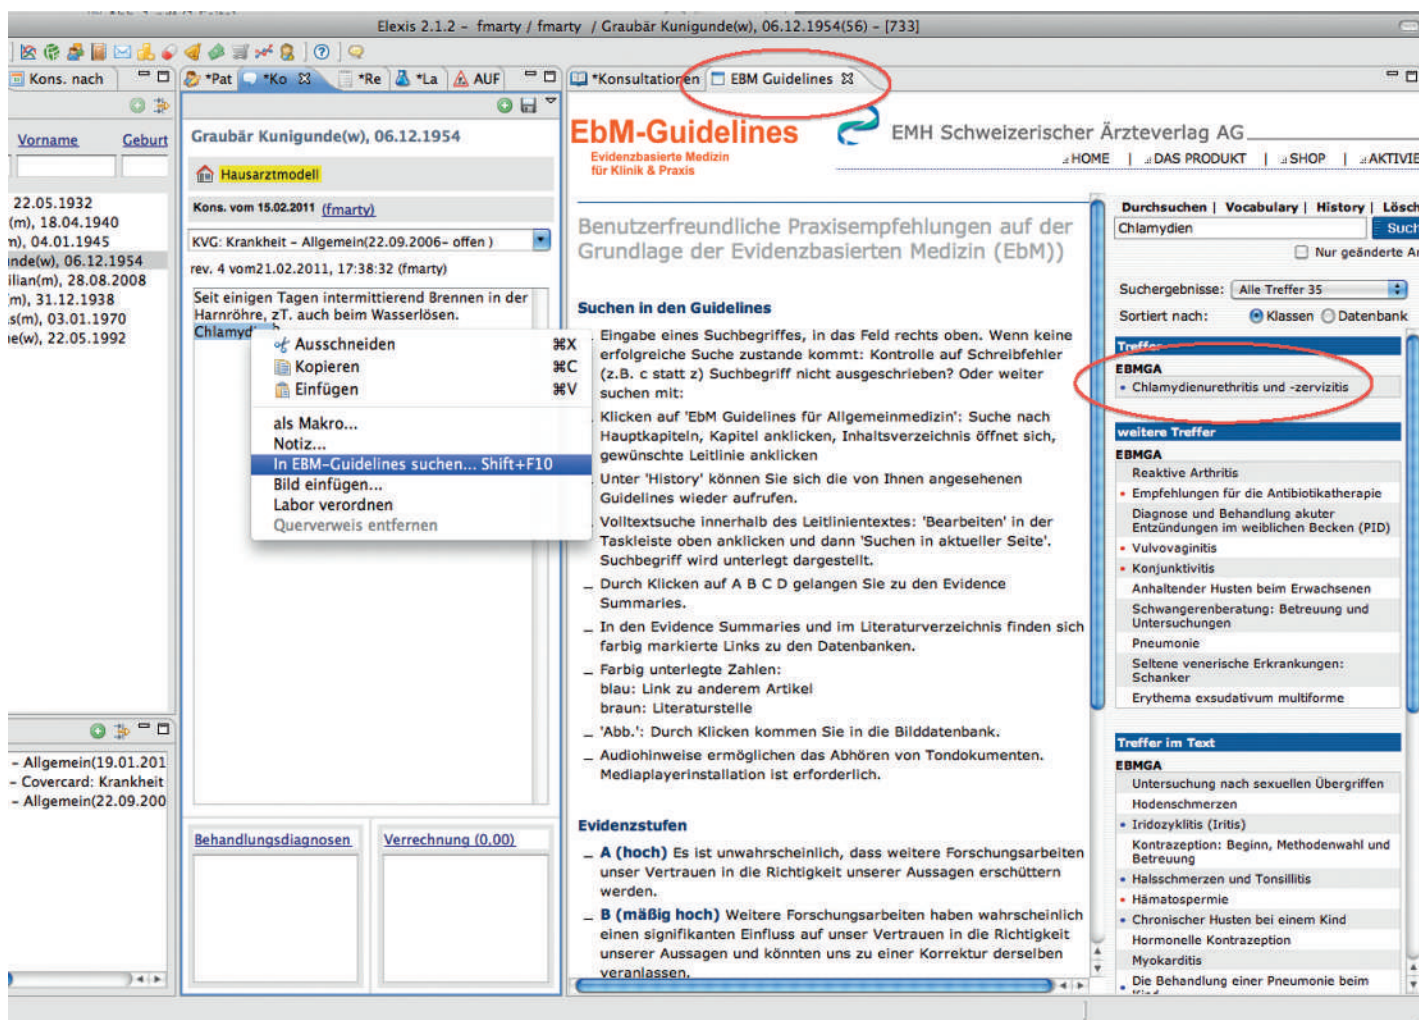 Elexis 2.1.2 – fmarty / fmarty / Graubär Kunigunde(w), 06.12.1954(56) – [733]
Kons. nach
*Pat
*Ko
*Re
*La
AUF
*Konsultationen
EBM Guidelines
Vorname
Geburt
22.05.1932
(m), 18.04.1940
04.01.1945
nde(w), 06.12.1954
ilian(m), 28.08.2008
(m), 31.12.1938
s(m), 03.01.1970
e(w), 22.05.1992
– Allgemein(19.01.201
– Covercard: Krankheit
– Allgemein(22.09.200
Graubär Kunigunde(w), 06.12.1954
Hausarztmodell
Kons. vom 15.02.2011 (fmarty)
KVG: Krankheit – Allgemein(22.09.2006– offen )
rev. 4 vom21.02.2011, 17:38:32 (fmarty)
Seit einigen Tagen intermittierend Brennen in der
Harnröhre, zT. auch beim Wasserlösen.
Chlamyd
Ausschneiden ⌘X
Kopieren ⌘C
Einfügen ⌘V
als Makro...
Notiz...
In EBM–Guidelines suchen... Shift+F10
Bild einfügen...
Labor verordnen
Querverweis entfernen
Behandlungsdiagnosen
Verrechnung (0,00)
EbM-Guidelines
Evidenzbasierte Medizin
für Klinik & Praxis
EMH Schweizerischer Ärzteverlag AG
HOME | DAS PRODUKT | SHOP | AKTIVIE
Benutzerfreundliche Praxisempfehlungen auf der
Grundlage der Evidenzbasierten Medizin (EbM))
Suchen in den Guidelines
Eingabe eines Suchbegriffes, in das Feld rechts oben. Wenn keine
erfolgreiche Suche zustande kommt: Kontrolle auf Schreibfehler
(z.B. c statt z) Suchbegriff nicht ausgeschrieben? Oder weiter
suchen mit:
Klicken auf 'EbM Guidelines für Allgemeinmedizin': Suche nach
Hauptkapiteln, Kapitel anklicken, Inhaltsverzeichnis öffnet sich,
gewünschte Leitlinie anklicken
Unter 'History' können Sie sich die von Ihnen angesehenen
Guidelines wieder aufrufen.
Volltextsuche innerhalb des Leitlinientextes: 'Bearbeiten' in der
Taskleiste oben anklicken und dann 'Suchen in aktueller Seite'.
Suchbegriff wird unterlegt dargestellt.
Durch Klicken auf A B C D gelangen Sie zu den Evidence
Summaries.
In den Evidence Summaries und im Literaturverzeichnis finden sich
farbig markierte Links zu den Datenbanken.
Farbig unterlegte Zahlen:
blau: Link zu anderem Artikel
braun: Literaturstelle
'Abb.': Durch Klicken kommen Sie in die Bilddatenbank.
Audiohinweise ermöglichen das Abhören von Tondokumenten.
Mediaplayerinstallation ist erforderlich.
Evidenzstufen
A (hoch) Es ist unwahrscheinlich, dass weitere Forschungsarbeiten
unser Vertrauen in die Richtigkeit unserer Aussagen erschüttern
werden.
B (mäßig hoch) Weitere Forschungsarbeiten haben wahrscheinlich
einen signifikanten Einfluss auf unser Vertrauen in die Richtigkeit
unserer Aussagen und könnten uns zu einer Korrektur derselben
veranlassen.
Durchsuchen | Vocabulary | History | Lösch
Chlamydien
Such
Nur geänderte Ar
Suchergebnisse: Alle Treffer 35
Sortiert nach: Klassen Datenbank
Treffer
EBMGA
Chlamydienurethritis und -zervizitis
weitere Treffer
EBMGA
Reaktive Arthritis
Empfehlungen für die Antibiotikatherapie
Diagnose und Behandlung akuter
Entzündungen im weiblichen Becken (PID)
Vulvovaginitis
Konjunktivitis
Anhaltender Husten beim Erwachsenen
Schwangerenberatung: Betreuung und
Untersuchungen
Pneumonie
Seltene venerische Erkrankungen:
Schanker
Erythema exsudativum multiforme
Treffer im Text
EBMGA
Untersuchung nach sexuellen Übergriffen
Hodenschmerzen
Iridozyklitis (Iritis)
Kontrazeption: Beginn, Methodenwahl und
Betreuung
Halsschmerzen und Tonsillitis
Hämatospermie
Chronischer Husten bei einem Kind
Hormonelle Kontrazeption
Myokarditis
Die Behandlung einer Pneumonie beim